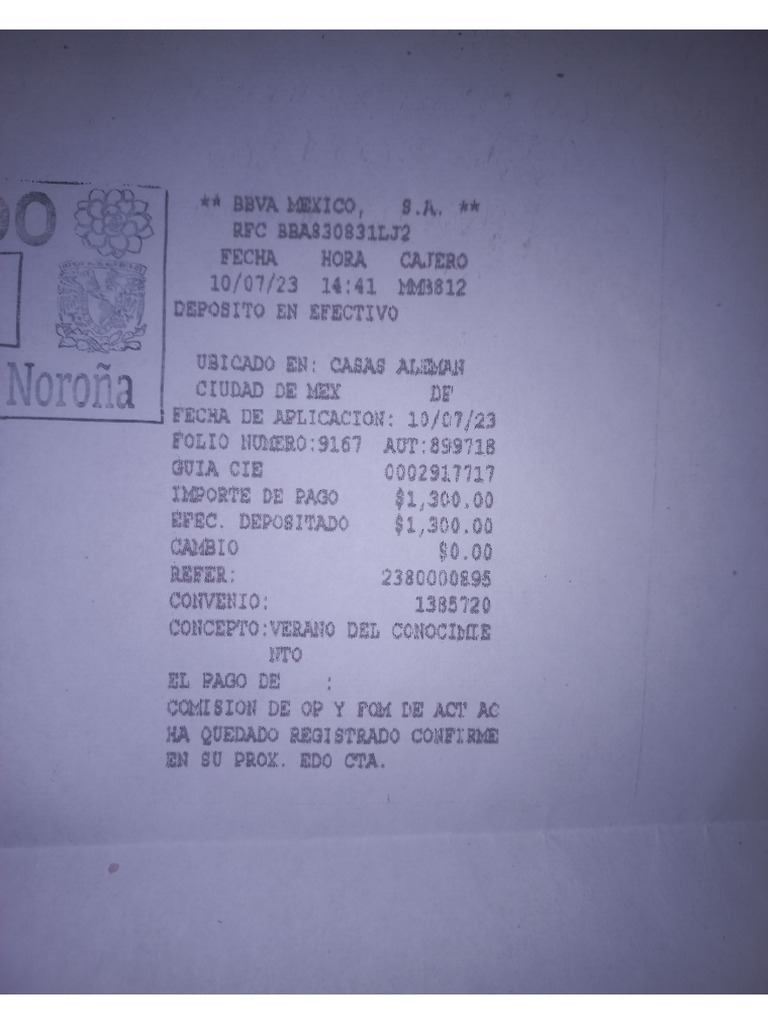 DO
Noroña
** BBVA MEXICO, S.A. **
RFC BBA830831LJ2
FECHA HORA CAJERO
10/07/23 14:41 MMB812
DEPOSITO EN EFECTIVO
UBICADO EN: CASAS ALEMAN
CIUDAD DE MEX DF
FECHA DE APLICACION: 10/07/23
FOLIO NUMERO:9167 AUT:899718
GUIA CIE 0002917717
IMPORTE DE PAGO $1,300.00
EFEC. DEPOSITADO $1,300.00
CAMBIO $0.00
REFER: 2380000895
CONVENIO: 1385720
CONCEPTO:VERANO DEL CONOCIMIE
NTO
EL PAGO DE :
COMISION DE OP Y FOM DE ACT AC
HA QUEDADO REGISTRADO CONFIRME
EN SU PROX. EDO CTA.